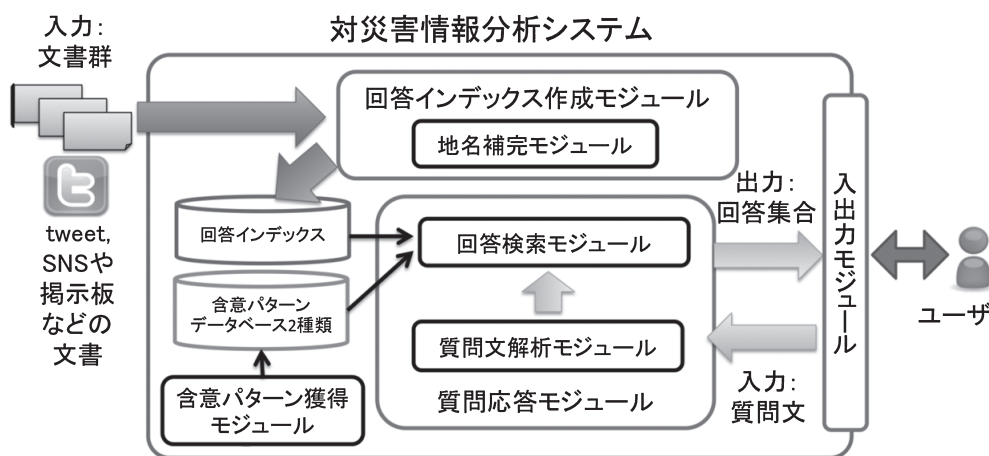 対災害情報分析システム
入力:
文書群
tweet,
SNSや
掲示板
などの
文書
回答インデックス作成モジュール
地名補完モジュール
回答インデックス
含意パターン
データベース2種類
含意パターン獲得
モジュール
回答検索モジュール
質問文解析モジュール
質問応答モジュール
出力:
回答集合
入力:
質問文
入出力モジュール
ユーザ